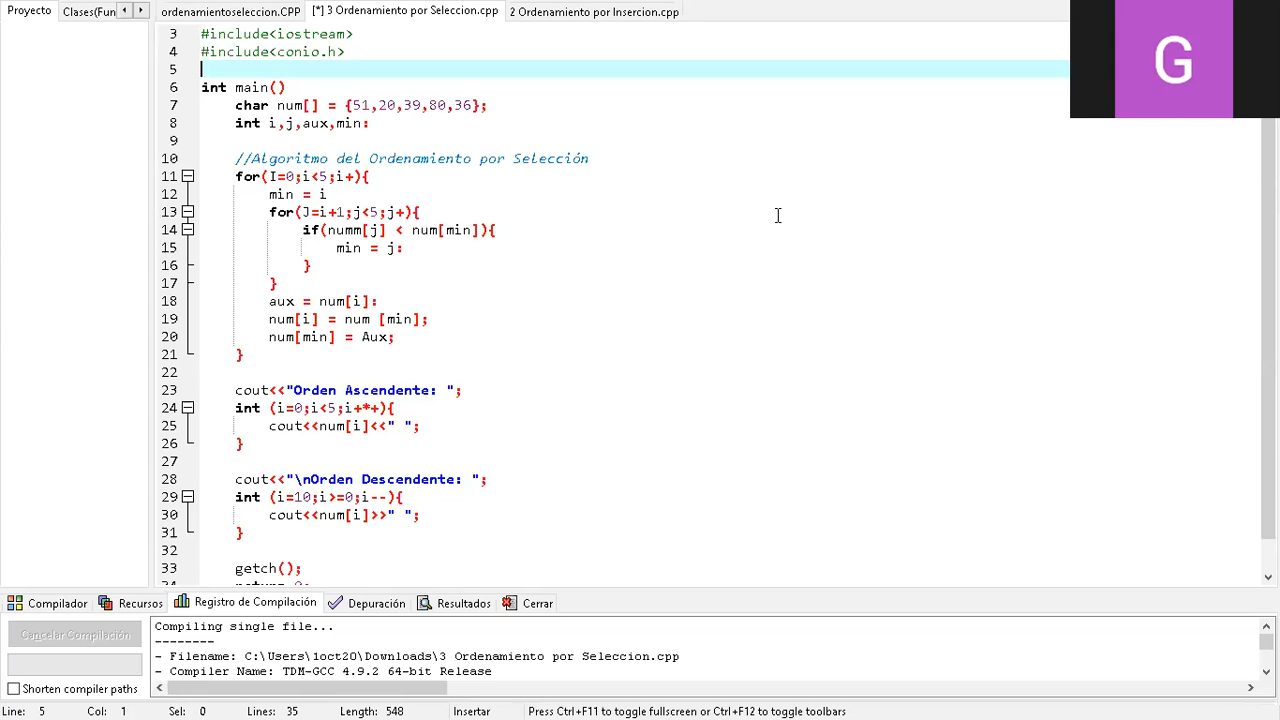 Proyecto Clases(Fun ordenamientoseleccion.CPP [*] 3 Ordenamiento por Seleccion.cpp 2 Ordenamiento por Insercion.cpp
G
3 #include<iostream>
4 #include<conio.h>
5
6 int main()
7 char num[] = {51,20,39,80,36};
8 int i,j,aux,min:
9
10 //Algoritmo del Ordenamiento por Selección
11 for(I=0;i<5;i+){
12 min = i
13 for(J=i+1;j<5;j+){
14 if(numm[j] < num[min]){
15 min = j:
16 }
17 }
18 aux = num[i]:
19 num[i] = num [min];
20 num[min] = Aux;
21 }
22
23 cout<<"Orden Ascendente: ";
24 int (i=0;i<5;i+*+){
25 cout<<num[i]<<" ";
26 }
27
28 cout<<"\nOrden Descendente: ";
29 int (i=10;i>=0;i--){
30 cout<<num[i]>>" ";
31 }
32
33 getch();
34 return 0;
Compilador Recursos Registro de Compilación Depuración Resultados Cerrar
Cancelar Compilación
Shorten compiler paths
Compiling single file...
--------
- Filename: C:\Users\1oct20\Downloads\3 Ordenamiento por Seleccion.cpp
- Compiler Name: TDM-GCC 4.9.2 64-bit Release
Line: 5 Col: 1 Sel: 0 Lines: 35 Length: 548 Insertar Press Ctrl+F11 to toggle fullscreen or Ctrl+F12 to toggle toolbars